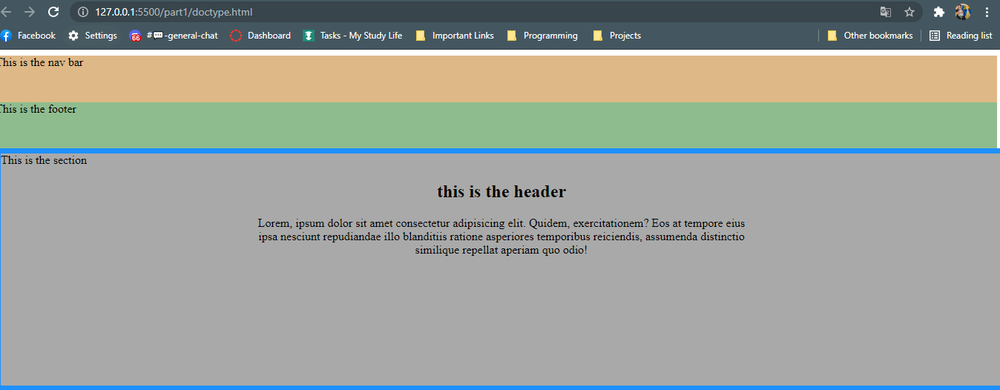 127.0.0.1:5500/part1/doctype.html
Facebook Settings 66 #💬-general-chat Dashboard Tasks - My Study Life Important Links Programming Projects Other bookmarks Reading list
This is the nav bar
This is the footer
This is the section
this is the header
Lorem, ipsum dolor sit amet consectetur adipisicing elit. Quidem, exercitationem? Eos at tempore eius
ipsa nesciunt repudiandae illo blanditiis ratione asperiores temporibus reiciendis, assumenda distinctio
similique repellat aperiam quo odio!